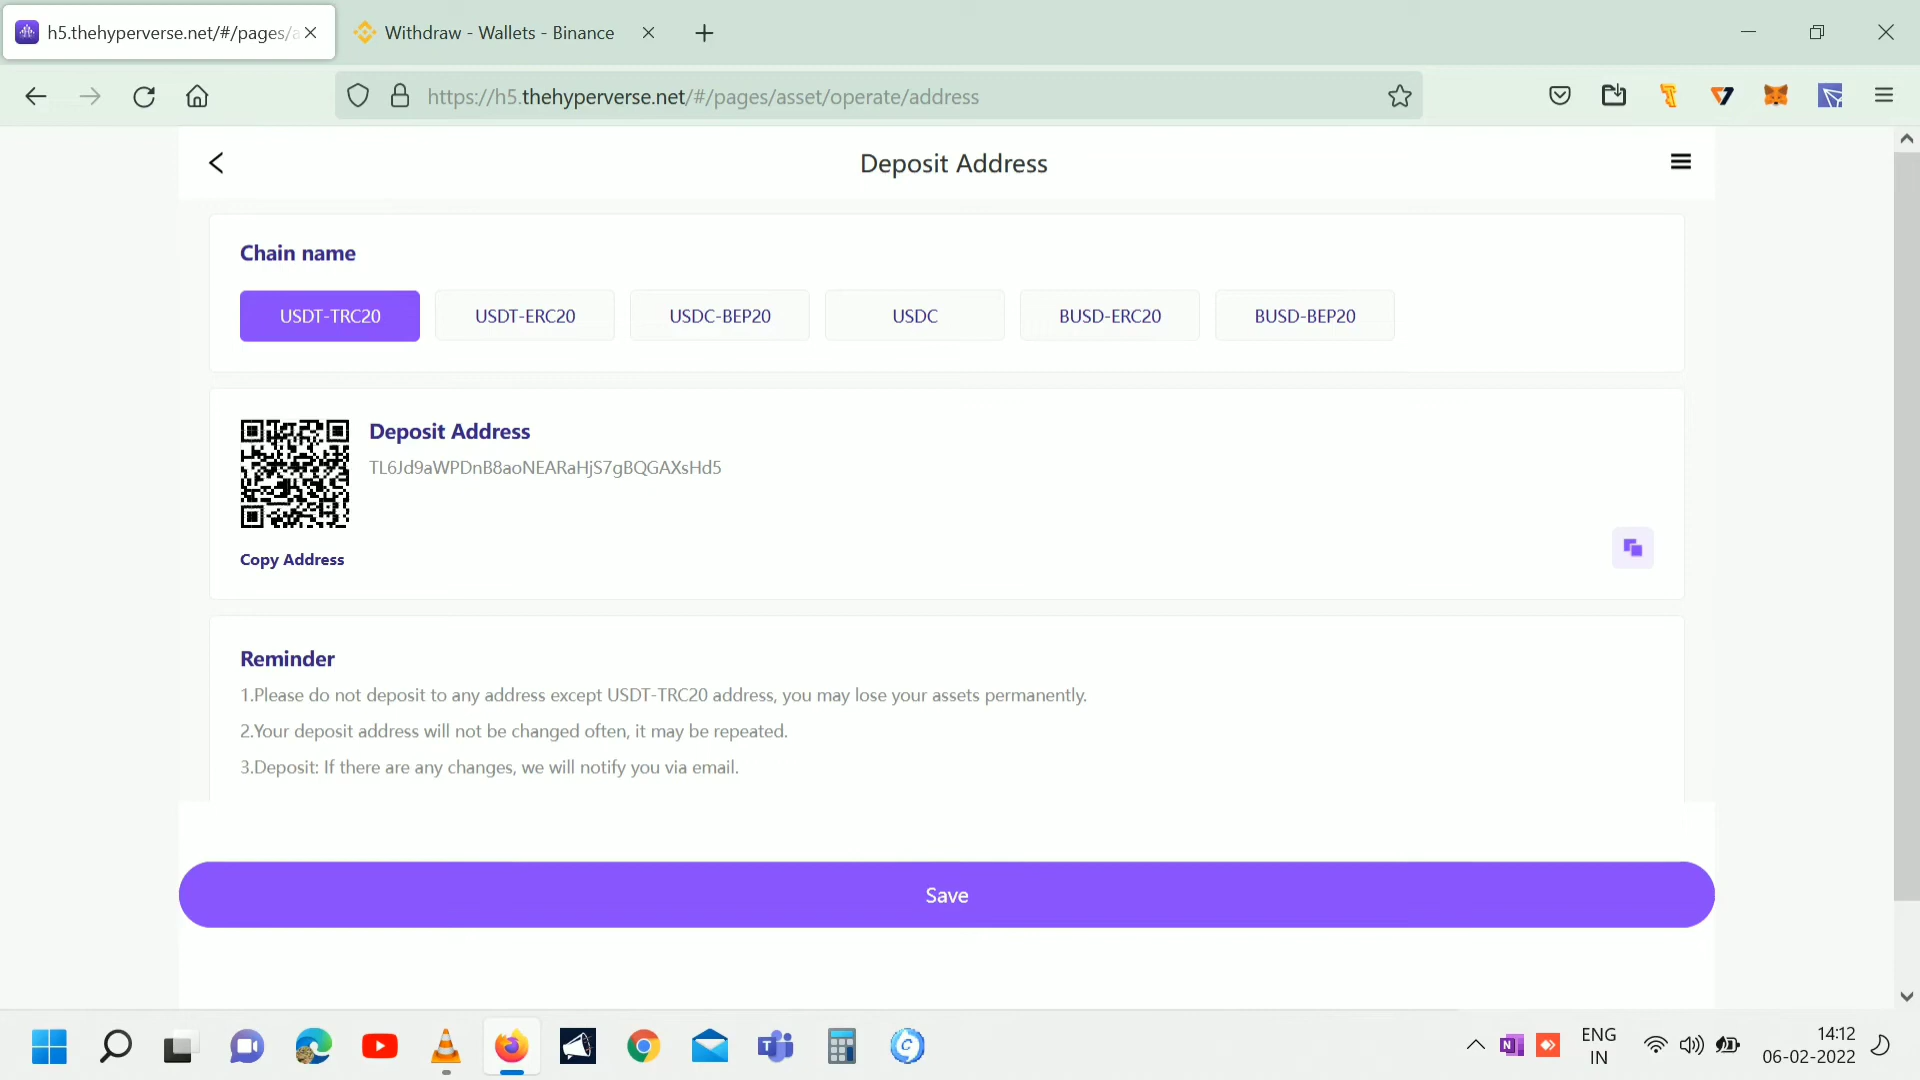 h5.thehyperverse.net/#/pages/a
Withdraw - Wallets - Binance
https://h5.thehyperverse.net/#/pages/asset/operate/address
Deposit Address
Chain name
USDT-TRC20
USDT-ERC20
USDC-BEP20
USDC
BUSD-ERC20
BUSD-BEP20
Deposit Address
TL6Jd9aWPDnB8aoNEARaHjS7gBQGAXsHd5
Copy Address
Reminder
1.Please do not deposit to any address except USDT-TRC20 address, you may lose your assets permanently.
2.Your deposit address will not be changed often, it may be repeated.
3.Deposit: If there are any changes, we will notify you via email.
Save
ENG
IN
14:12
06-02-2022